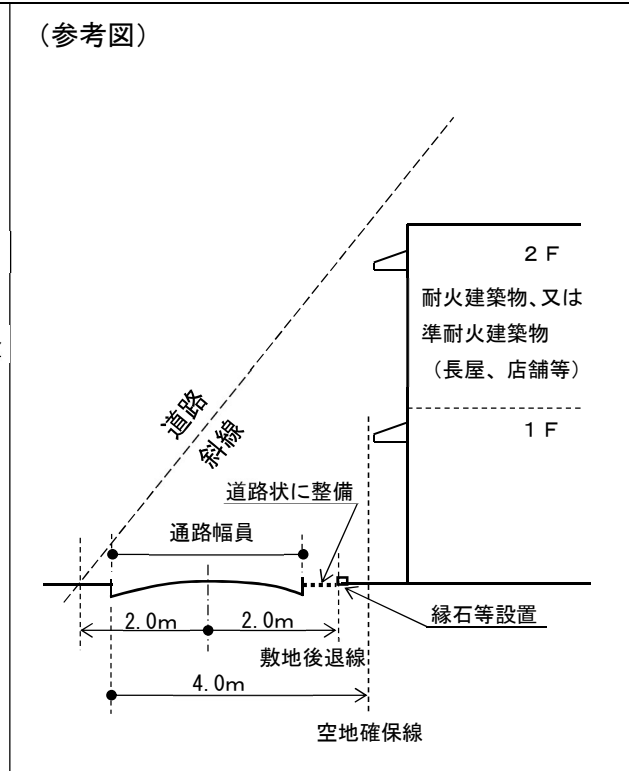 （参考図）
２Ｆ
耐火建築物、又は
準耐火建築物
（長屋、店舗等）
１Ｆ
道路
斜線
道路状に整備
通路幅員
縁石等設置
2.0m
2.0m
敷地後退線
4.0m
空地確保線